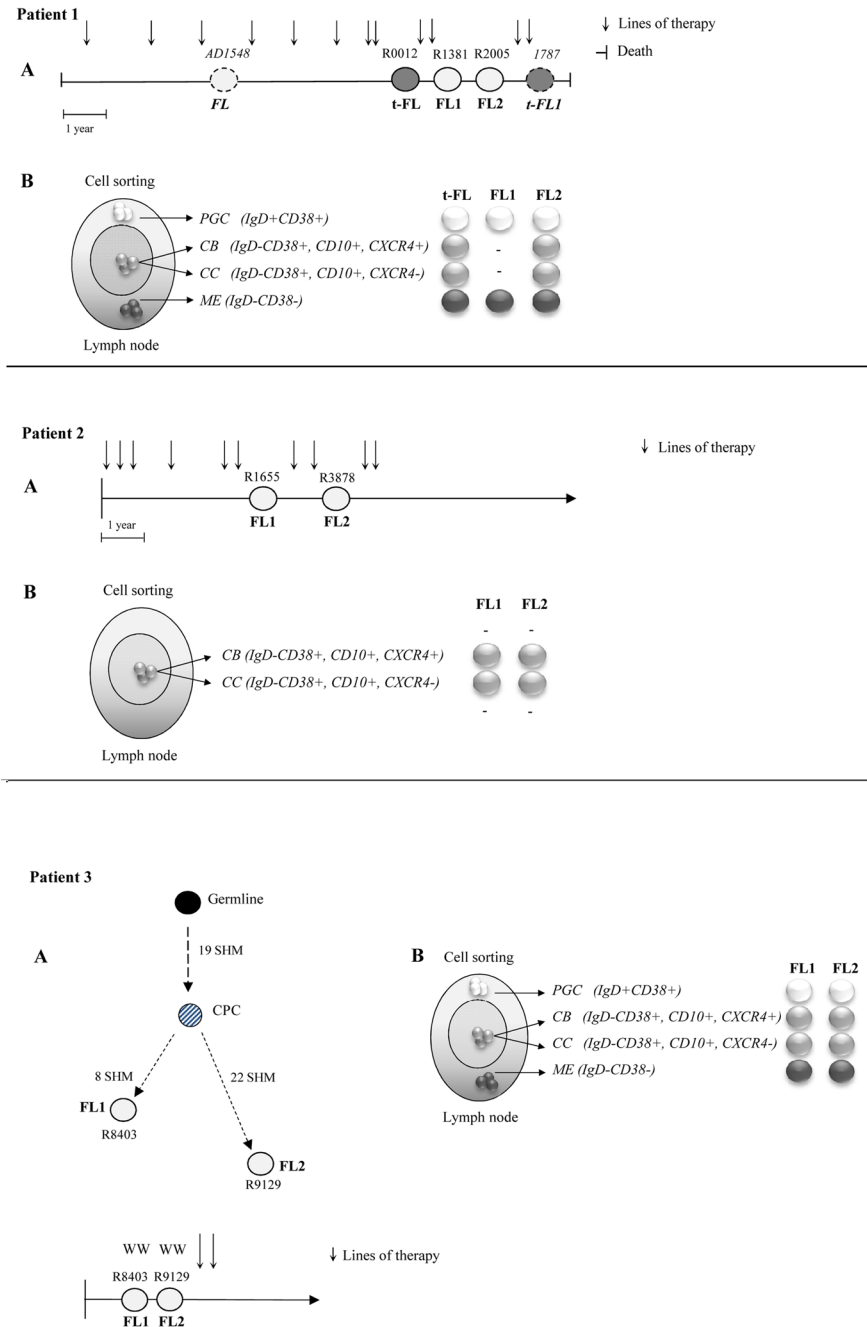 Patient 1
Lines of therapy
Death
A
AD1548 R0012 R1381 R2005 1787
FL t-FL FL1 FL2 t-FL1
1 year
B
Cell sorting
t-FL FL1 FL2
PGC (IgD+CD38+)
CB (IgD-CD38+, CD10+, CXCR4+) -
CC (IgD-CD38+, CD10+, CXCR4-) -
ME (IgD-CD38-)
Lymph node
Patient 2
Lines of therapy
A
R1655 R3878
FL1 FL2
1 year
B
Cell sorting
FL1 FL2
- -
CB (IgD-CD38+, CD10+, CXCR4+)
CC (IgD-CD38+, CD10+, CXCR4-)
- -
Lymph node
Patient 3
A
Germline
19 SHM
CPC
8 SHM
22 SHM
FL1
R8403
FL2
R9129
WW WW
Lines of therapy
R8403 R9129
FL1 FL2
B
Cell sorting
FL1 FL2
PGC (IgD+CD38+)
CB (IgD-CD38+, CD10+, CXCR4+)
CC (IgD-CD38+, CD10+, CXCR4-)
ME (IgD-CD38-)
Lymph node